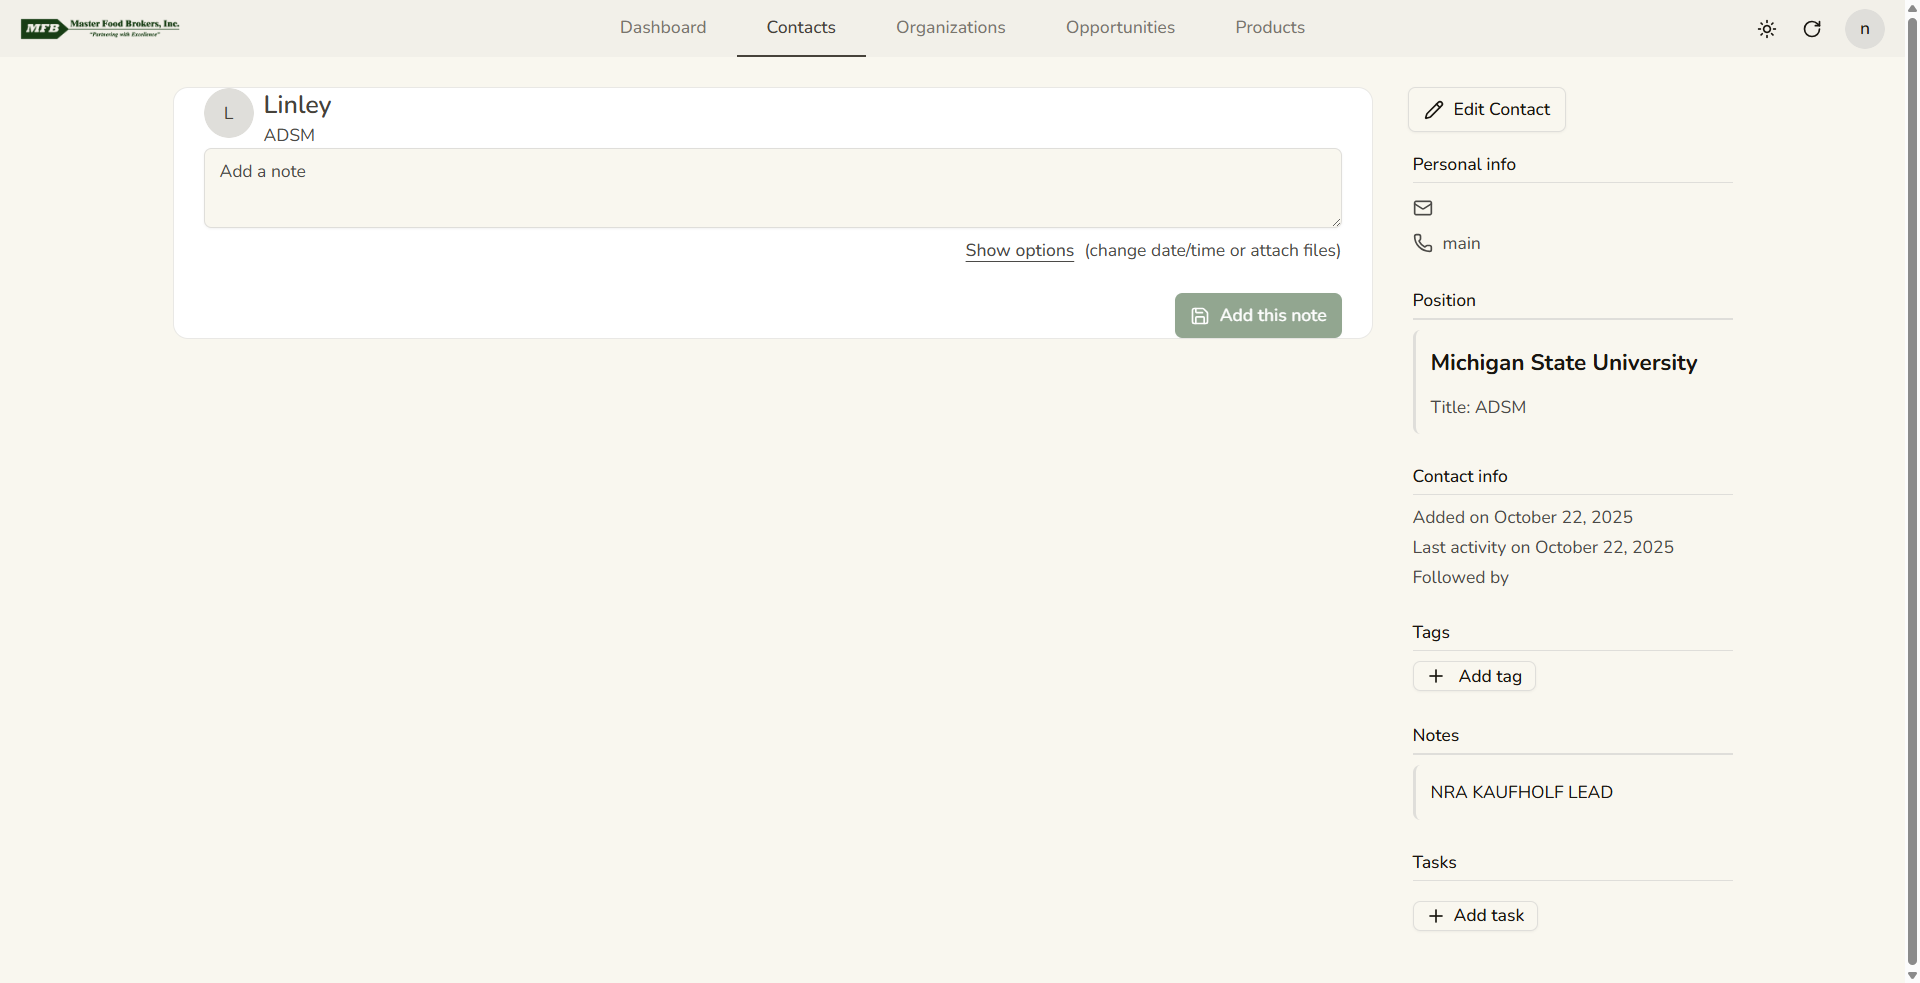 MFB Master Food Brokers, Inc.
"Partnering with Excellence"
Dashboard
Contacts
Organizations
Opportunities
Products
n
L
Linley
ADSM
Add a note
Show options (change date/time or attach files)
Add this note
Edit Contact
Personal info
main
Position
Michigan State University
Title: ADSM
Contact info
Added on October 22, 2025
Last activity on October 22, 2025
Followed by
Tags
Add tag
Notes
NRA KAUFHOLF LEAD
Tasks
Add task